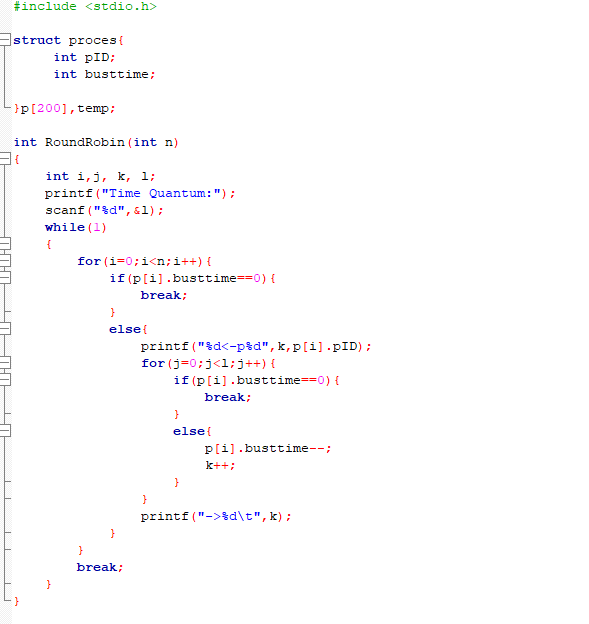 #include <stdio.h>
struct proces{
int pID;
int busttime;
}p[200],temp;
int RoundRobin(int n)
{
int i,j, k, l;
printf("Time Quantum:");
scanf("%d",&l);
while(1)
{
for(i=0;i<n;i++){
if(p[i].busttime==0){
break;
}
else{
printf("%d<-p%d",k,p[i].pID);
for(j=0;j<l;j++){
if(p[i].busttime==0){
break;
}
else{
p[i].busttime--;
k++;
}
}
printf("->%d\t",k);
}
}
break;
}
}